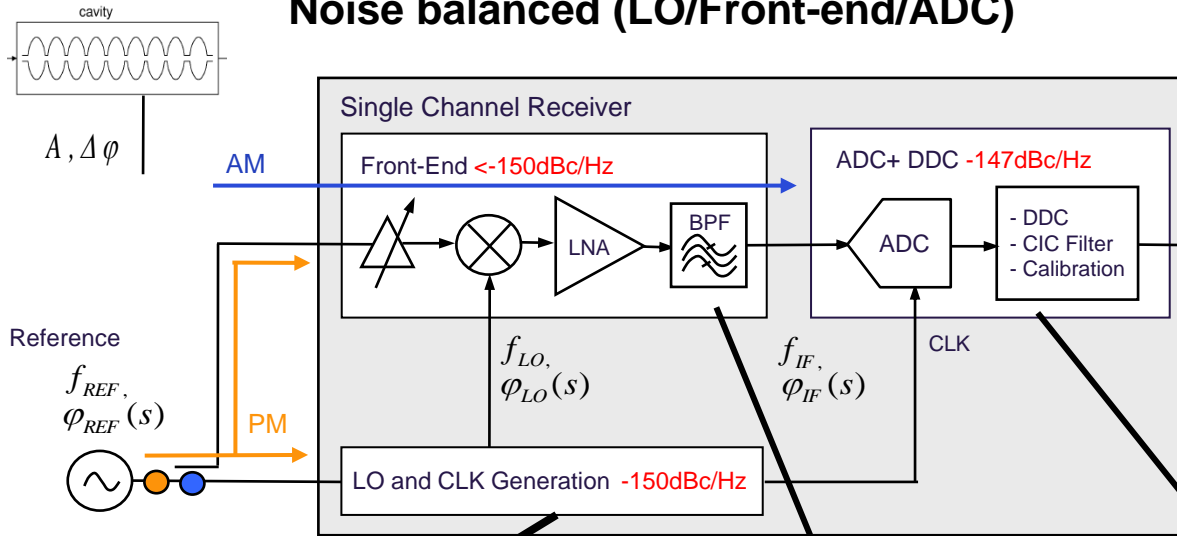 cavity
Noise balanced (LO/Front-end/ADC)
A, Δφ
Single Channel Receiver
AM
Front-End <-150dBc/Hz
ADC+ DDC -147dBc/Hz
LNA
BPF
ADC
- DDC
- CIC Filter
- Calibration
Reference
f_REF,
φ_REF(s)
PM
f_LO,
φ_LO(s)
f_IF,
φ_IF(s)
CLK
LO and CLK Generation -150dBc/Hz